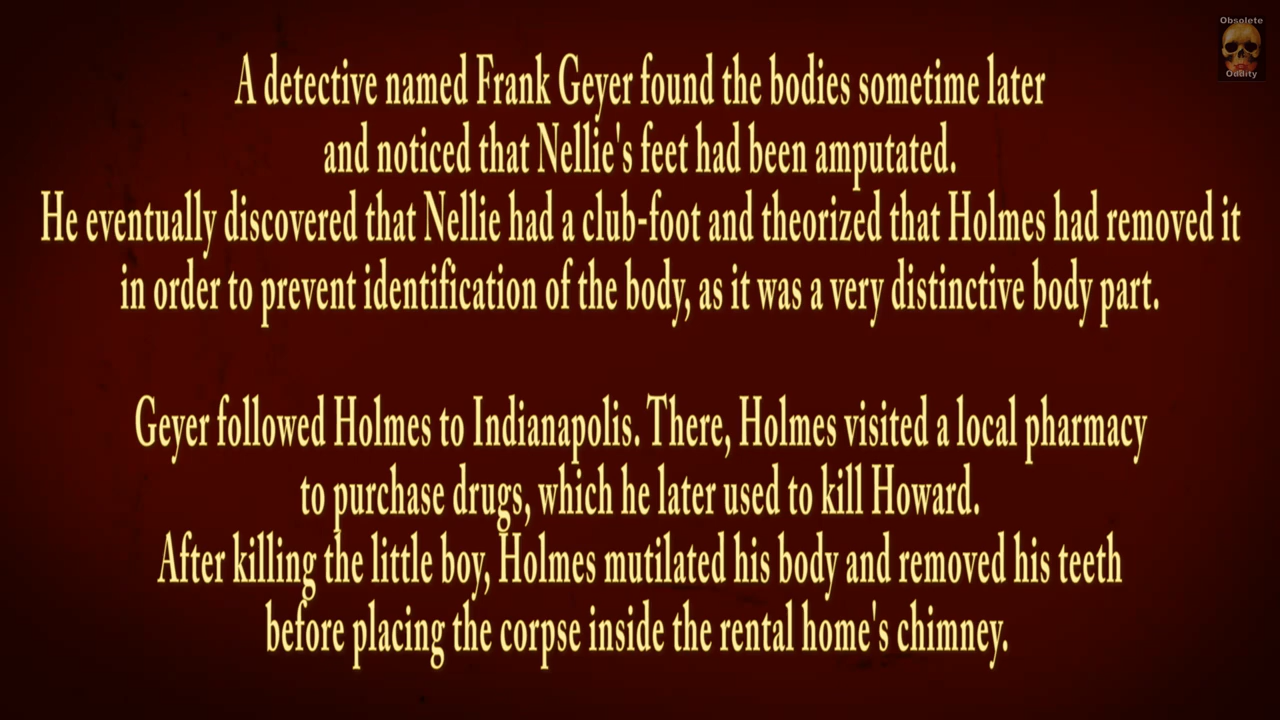 Obsolete
Oddity
A detective named Frank Geyer found the bodies sometime later
and noticed that Nellie's feet had been amputated.
He eventually discovered that Nellie had a club-foot and theorized that Holmes had removed it
in order to prevent identification of the body, as it was a very distinctive body part.
Geyer followed Holmes to Indianapolis. There, Holmes visited a local pharmacy
to purchase drugs, which he later used to kill Howard.
After killing the little boy, Holmes mutilated his body and removed his teeth
before placing the corpse inside the rental home's chimney.